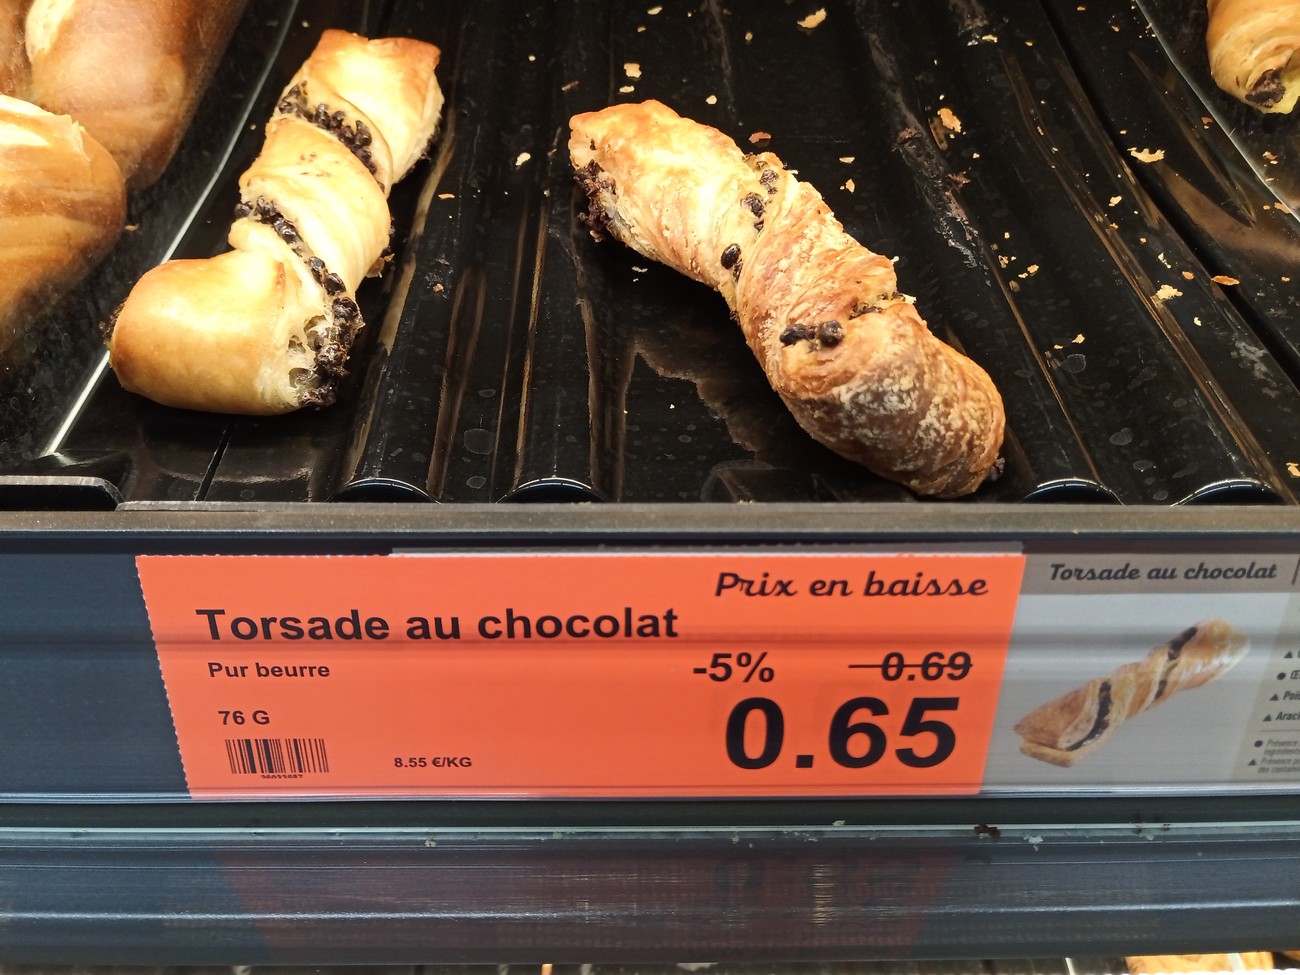 Prix en baisse
Torsade au chocolat
Pur beurre
-5% 0.69
76 G
0.65
8.55 €/KG
Torsade au chocolat